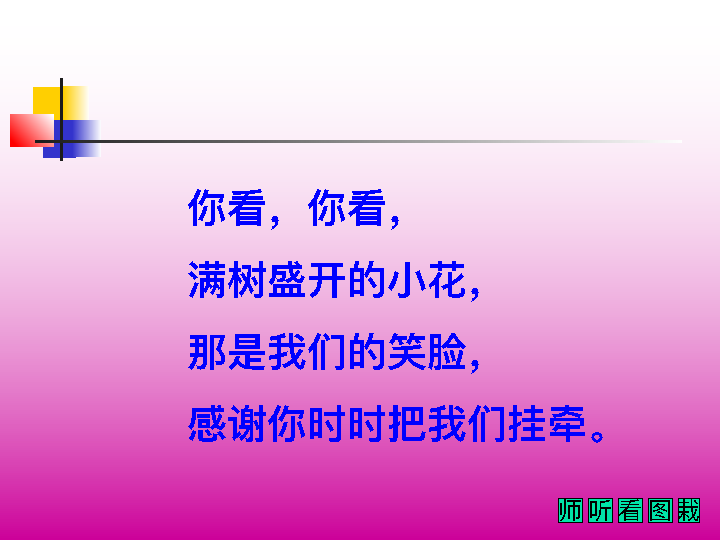 你看，你看，
满树盛开的小花，
那是我们的笑脸，
感谢你时时把我们挂牵。
师 听 看 图 栽